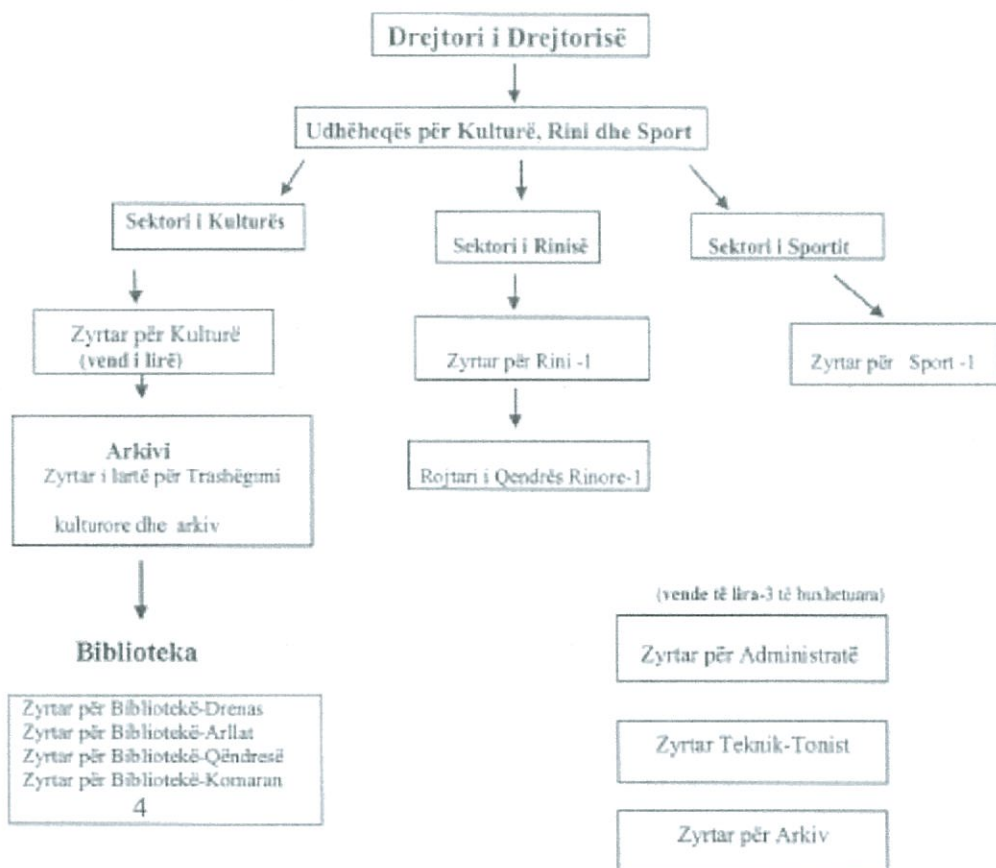 Drejtori i Drejtorisë
Udhëheqës për Kulturë, Rini dhe Sport
Sektori i Kulturës
Sektori i Rinisë
Sektori i Sportit
Zyrtar për Kulturë
(vend i lirë)
Zyrtar për Rini -1
Zyrtar për Sport -1
Arkivi
Zyrtar i lartë për Trashëgimi
kulturore dhe arkiv
Rojtari i Qendrës Rinore-1
Biblioteka
Zyrtar për Bibliotekë-Drenas
Zyrtar për Bibliotekë-Arllat
Zyrtar për Bibliotekë-Qëndresë
Zyrtar për Bibliotekë-Komaran
4
(vende të lira-3 të buxhetuara)
Zyrtar për Administratë
Zyrtar Teknik-Tonist
Zyrtar për Arkiv